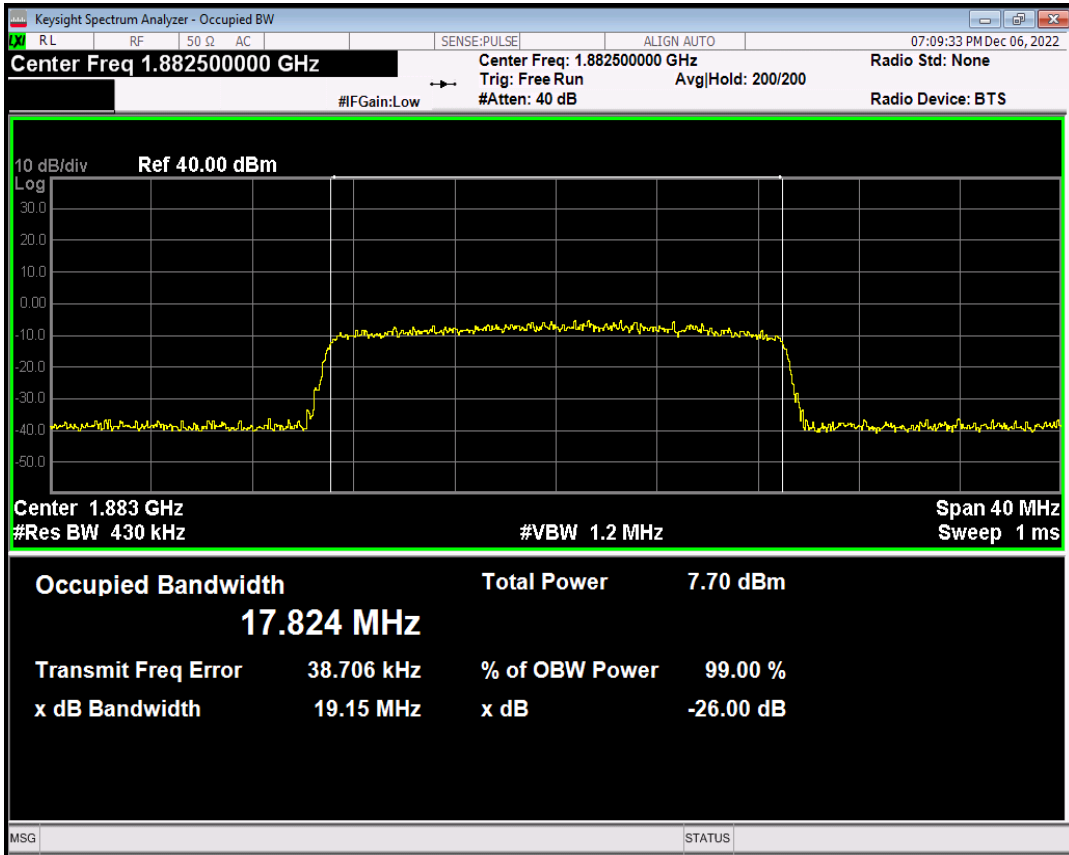 Keysight Spectrum Analyzer - Occupied BW
LXI RL RF 50 Ω AC SENSE:PULSE ALIGN AUTO 07:09:33 PM Dec 06, 2022
Center Freq 1.882500000 GHz
Center Freq: 1.882500000 GHz
Radio Std: None
Trig: Free Run Avg|Hold: 200/200
#IFGain:Low #Atten: 40 dB Radio Device: BTS
10 dB/div Ref 40.00 dBm
Log
30.0
20.0
10.0
0.00
-10.0
-20.0
-30.0
-40.0
-50.0
Center 1.883 GHz Span 40 MHz
#Res BW 430 kHz #VBW 1.2 MHz Sweep 1 ms
Occupied Bandwidth Total Power 7.70 dBm
17.824 MHz
Transmit Freq Error 38.706 kHz % of OBW Power 99.00 %
x dB Bandwidth 19.15 MHz x dB -26.00 dB
MSG STATUS